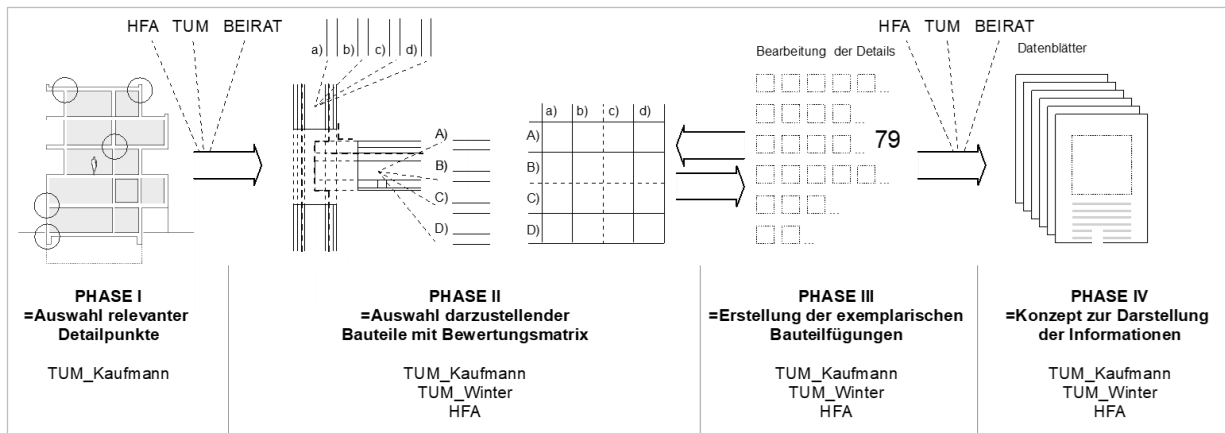 HFA TUM BEIRAT
a) b) c) d)
A)
B)
C)
D)
a) b) c) d)
A)
B)
C)
D)
Bearbeitung der Details
79
HFA TUM BEIRAT
Datenblätter
PHASE I
=Auswahl relevanter
Detailpunkte
TUM_Kaufmann
PHASE II
=Auswahl darzustellender
Bauteile mit Bewertungsmatrix
TUM_Kaufmann
TUM_Winter
HFA
PHASE III
=Erstellung der exemplarischen
Bauteilfügungen
TUM_Kaufmann
TUM_Winter
HFA
PHASE IV
=Konzept zur Darstellung
der Informationen
TUM_Kaufmann
TUM_Winter
HFA